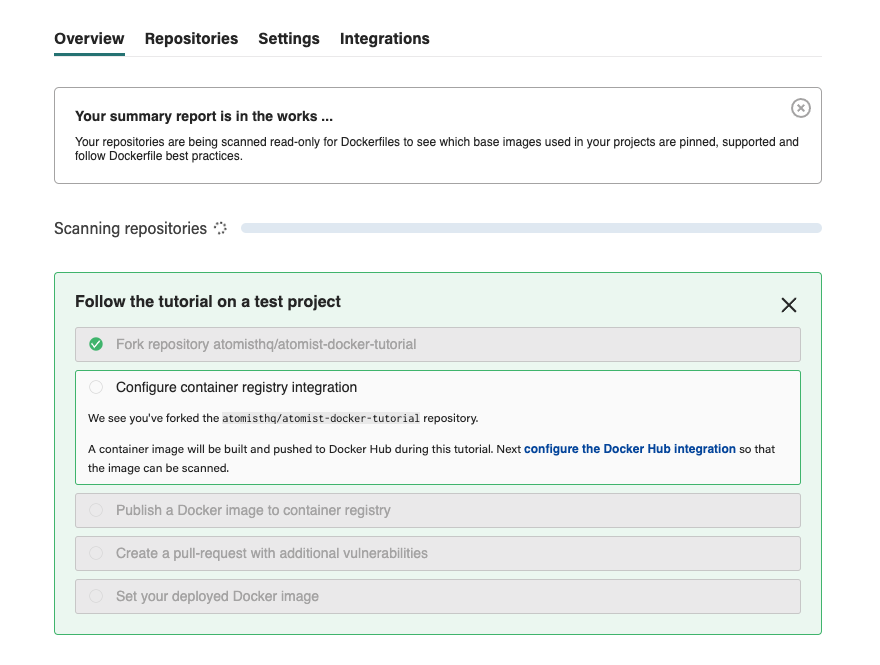 Overview Repositories Settings Integrations
Your summary report is in the works ...
Your repositories are being scanned read-only for Dockerfiles to see which base images used in your projects are pinned, supported and
follow Dockerfile best practices.
Scanning repositories
Follow the tutorial on a test project
Fork repository atomisthq/atomist-docker-tutorial
Configure container registry integration
We see you've forked the atomisthq/atomist-docker-tutorial repository.
A container image will be built and pushed to Docker Hub during this tutorial. Next configure the Docker Hub integration so that
the image can be scanned.
Publish a Docker image to container registry
Create a pull-request with additional vulnerabilities
Set your deployed Docker image